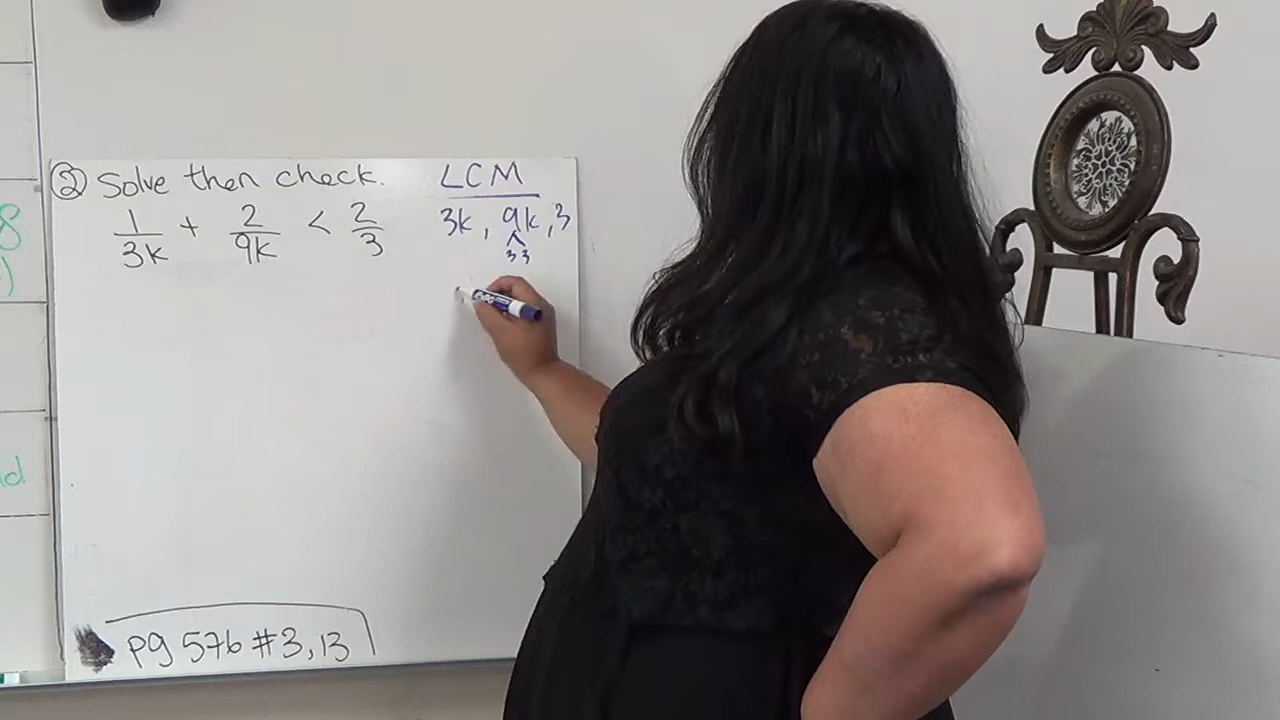 ② Solve then check.
1/3k + 2/9k < 2/3
LCM
3k, 9k, 3
3 3
pg 576 #3, 13
8
)
d